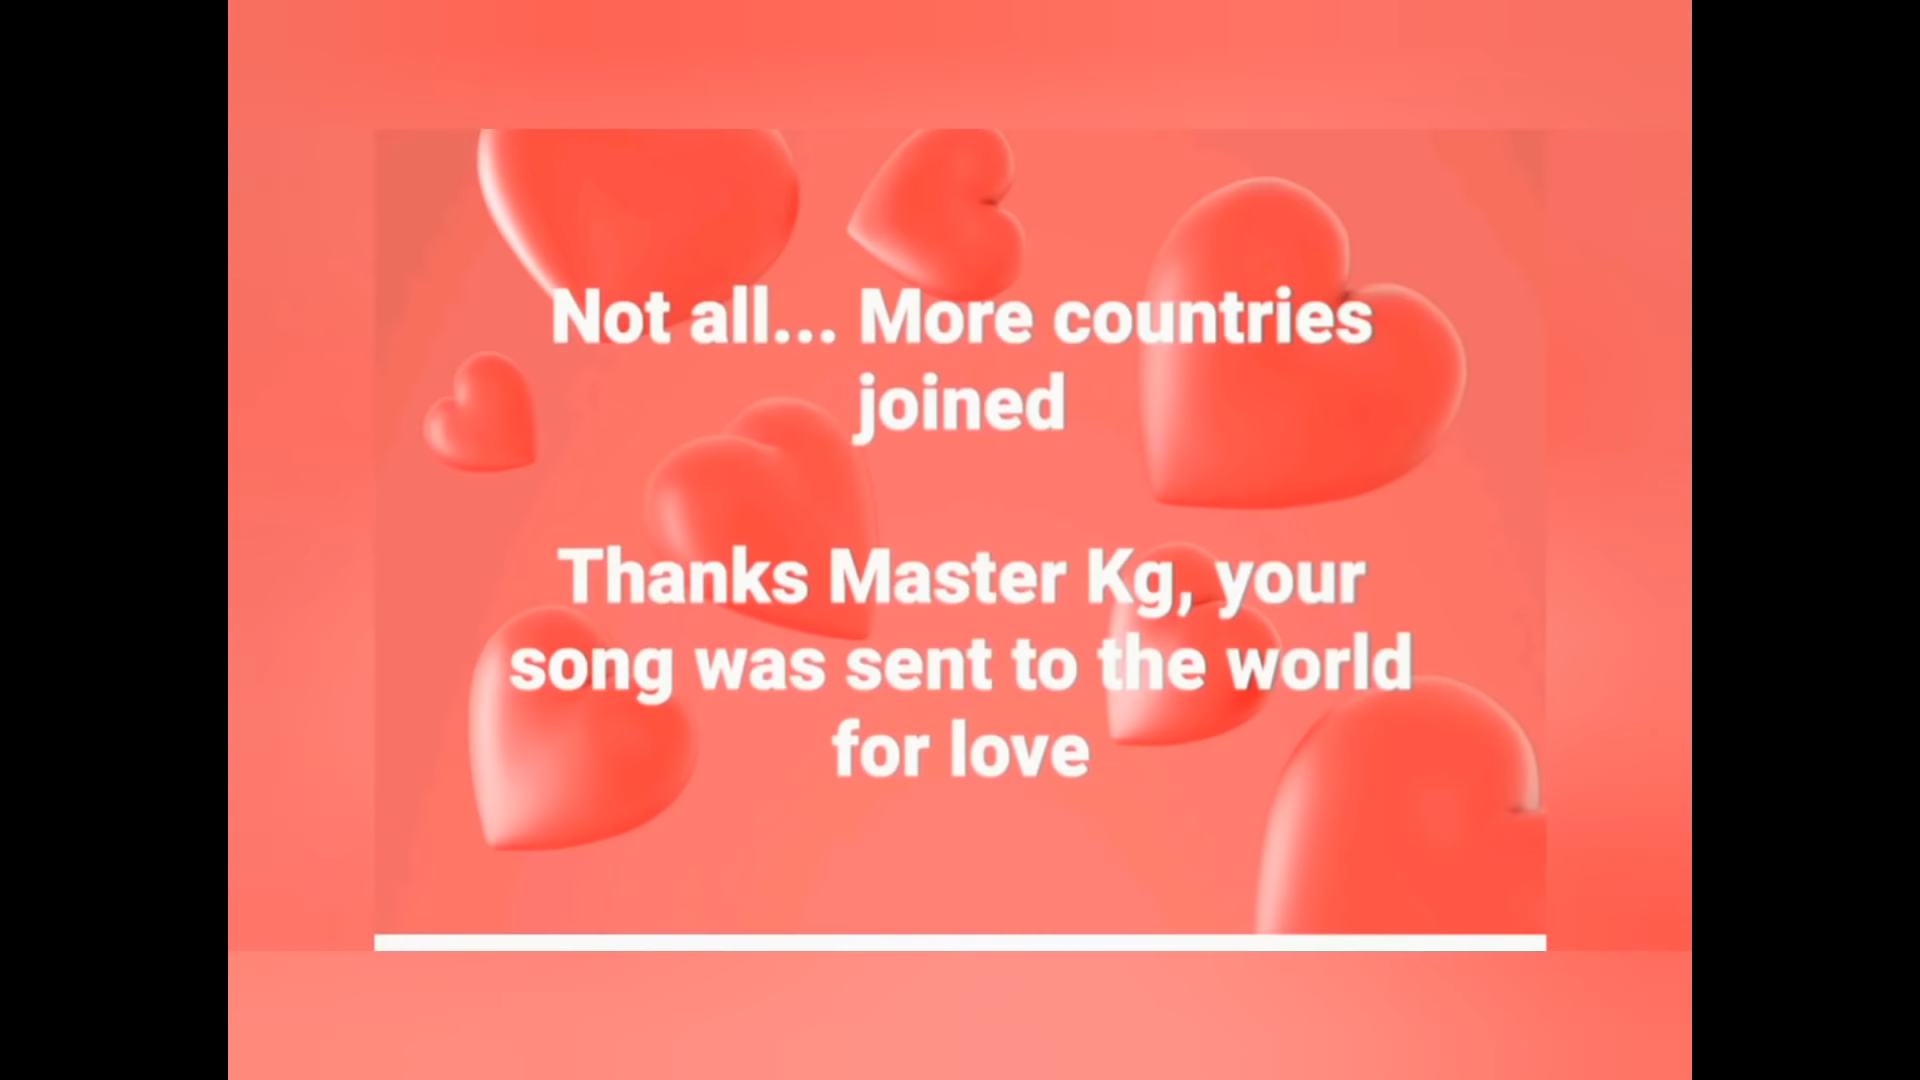 Not all... More countries
joined
Thanks Master Kg, your
song was sent to the world
for love